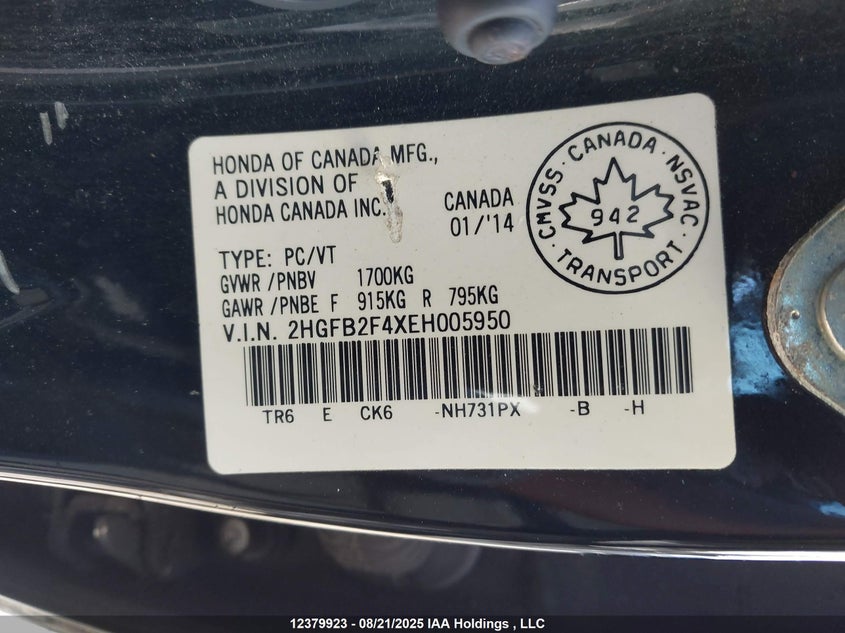 HONDA OF CANADA MFG.,
A DIVISION OF
HONDA CANADA INC.
CANADA
01/'14
CMVSS · CANADA · NSVAC · TRANSPORT ·
942
TYPE: PC/VT
GVWR /PNBV 1700KG
GAWR /PNBE F 915KG R 795KG
V.I.N. 2HGFB2F4XEH005950
TR6 E CK6 -NH731PX -B -H
12379923 - 08/21/2025 IAA Holdings , LLC